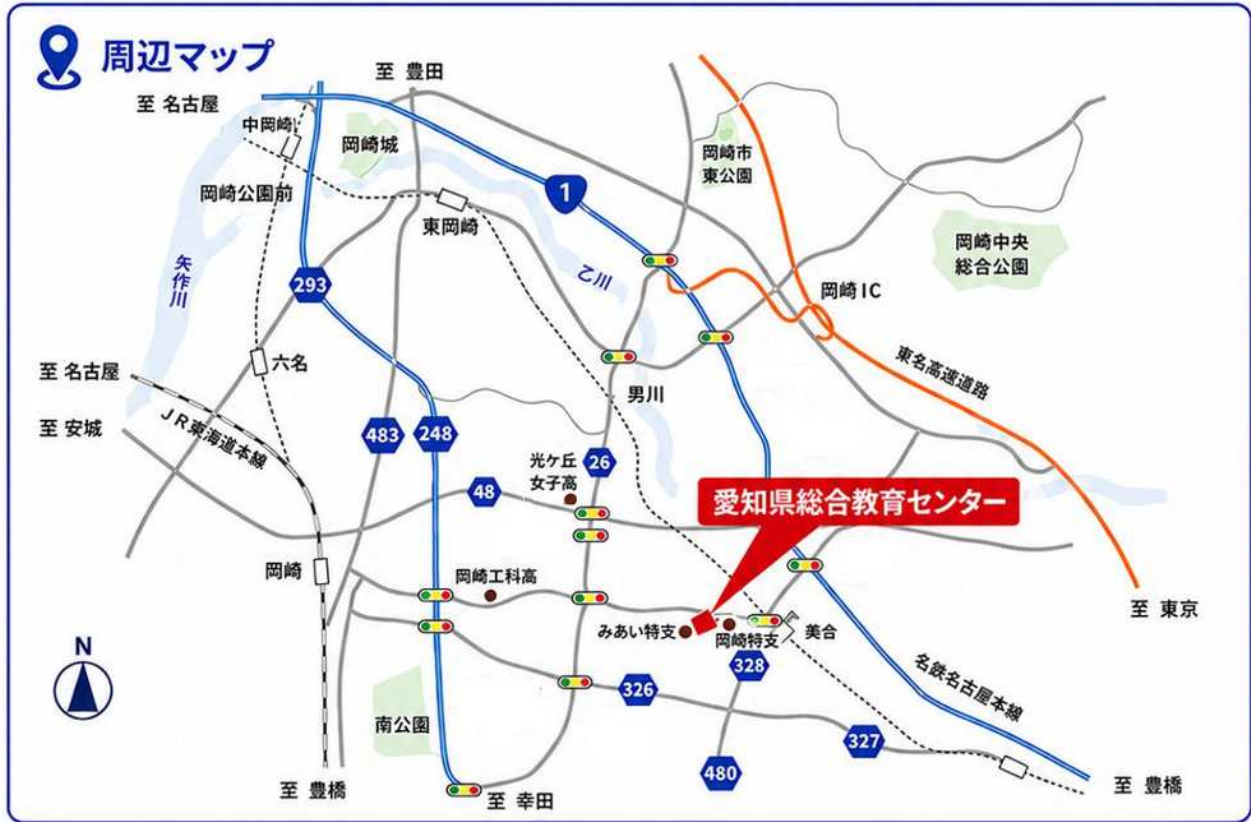 周辺マップ
至 豊田
至 名古屋
中岡崎
岡崎城
岡崎市
東公園
岡崎公園前
1
東岡崎
岡崎中央
総合公園
矢作川
乙川
293
岡崎IC
六名
至 名古屋
東名高速道路
男川
JR東海道本線
至 安城
483
248
光ケ丘
女子高
26
48
愛知県総合教育センター
岡崎
岡崎工科高
至 東京
みあい特支
岡崎特支
美合
N
328
名鉄名古屋本線
326
南公園
327
480
至 豊橋
至 幸田
至 豊橋